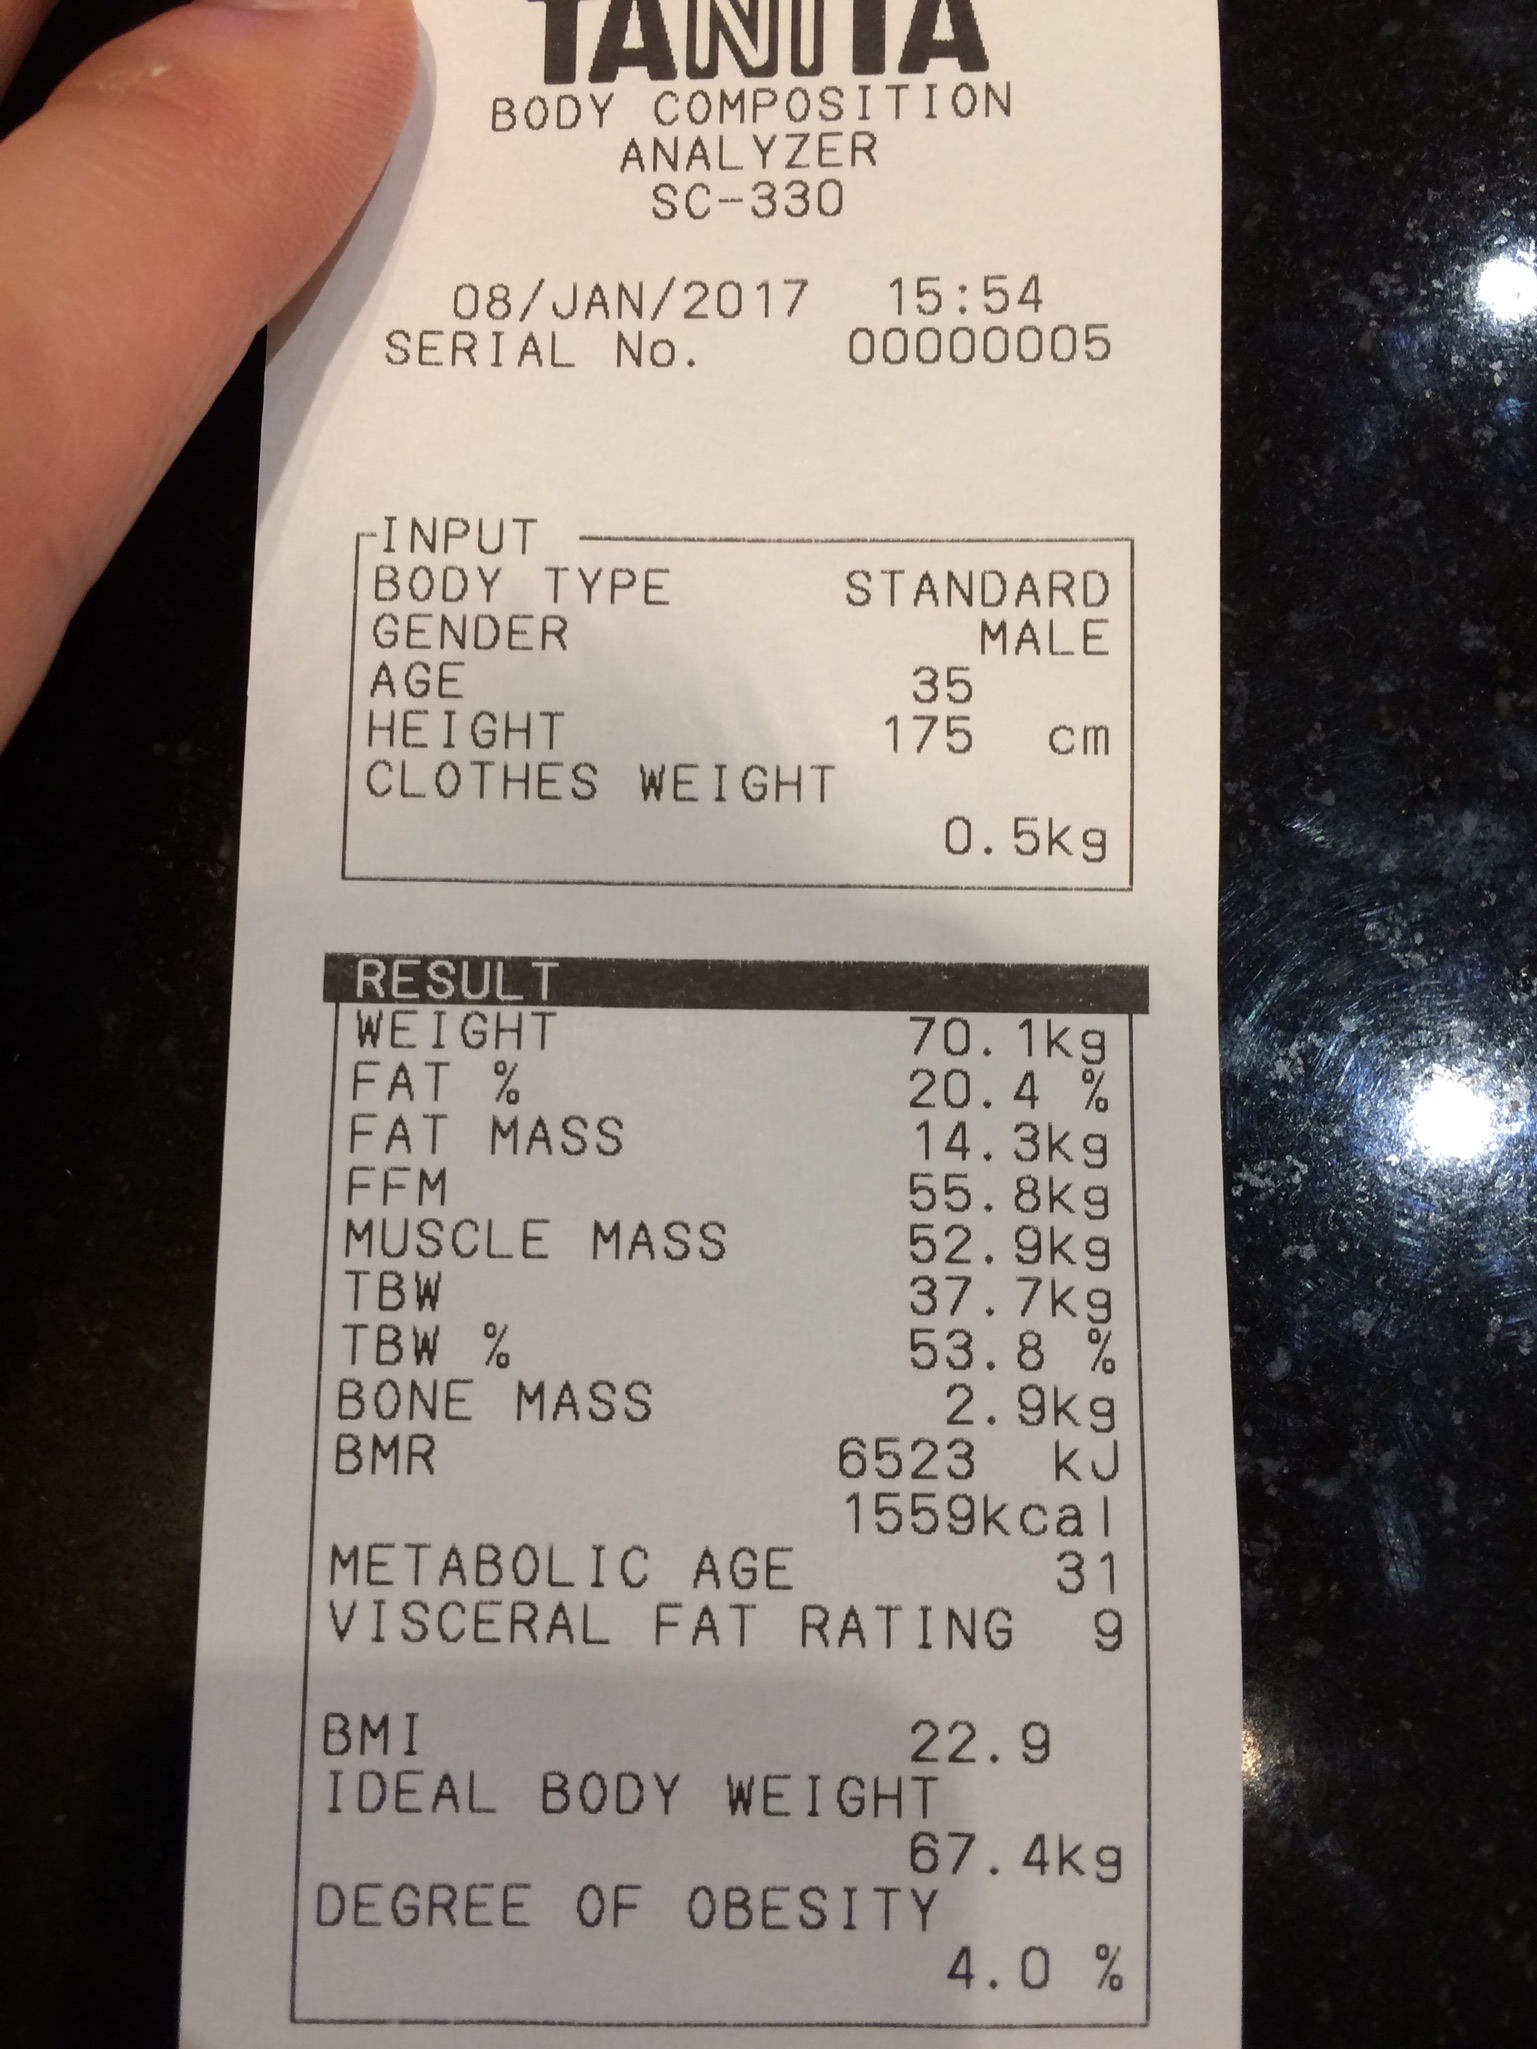 TANITA
BODY COMPOSITION
ANALYZER
SC-330
08/JAN/2017 15:54
SERIAL No. 00000005
INPUT
BODY TYPE STANDARD
GENDER MALE
AGE 35
HEIGHT 175 cm
CLOTHES WEIGHT
0.5kg
RESULT
WEIGHT 70.1kg
FAT % 20.4 %
FAT MASS 14.3kg
FFM 55.8kg
MUSCLE MASS 52.9kg
TBW 37.7kg
TBW % 53.8 %
BONE MASS 2.9kg
BMR 6523 kJ
1559kcal
METABOLIC AGE 31
VISCERAL FAT RATING 9
BMI 22.9
IDEAL BODY WEIGHT
67.4kg
DEGREE OF OBESITY
4.0 %